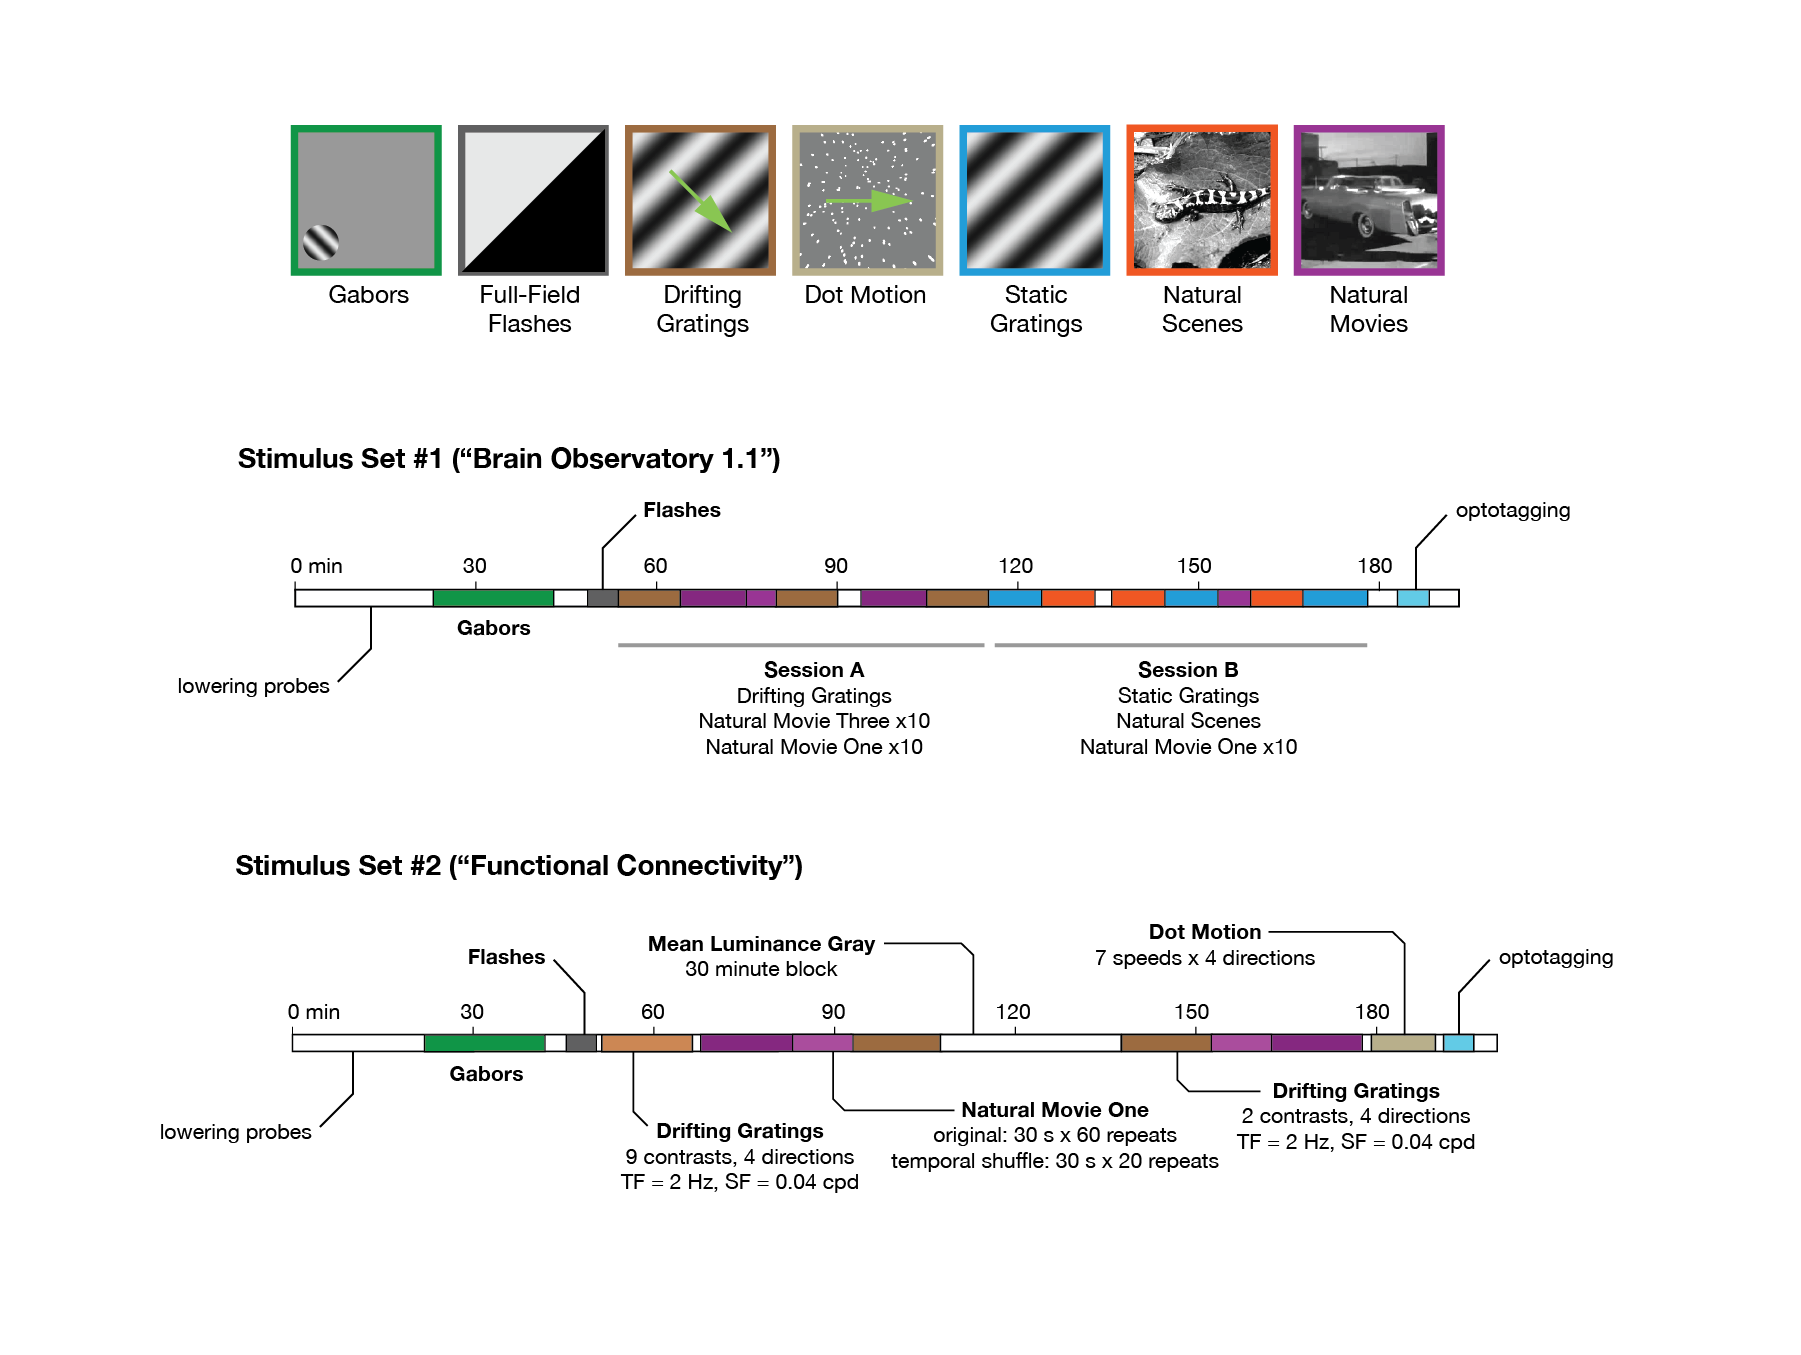 Gabors
Full-Field
Flashes
Drifting
Gratings
Dot Motion
Static
Gratings
Natural
Scenes
Natural
Movies
Stimulus Set #1 (“Brain Observatory 1.1”)
Flashes
optotagging
0 min 30 60 90 120 150 180
Gabors
lowering probes
Session A
Drifting Gratings
Natural Movie Three x10
Natural Movie One x10
Session B
Static Gratings
Natural Scenes
Natural Movie One x10
Stimulus Set #2 (“Functional Connectivity”)
Flashes
Mean Luminance Gray
30 minute block
Dot Motion
7 speeds x 4 directions
optotagging
0 min 30 60 90 120 150 180
Gabors
lowering probes
Drifting Gratings
9 contrasts, 4 directions
TF = 2 Hz, SF = 0.04 cpd
Natural Movie One
original: 30 s x 60 repeats
temporal shuffle: 30 s x 20 repeats
Drifting Gratings
2 contrasts, 4 directions
TF = 2 Hz, SF = 0.04 cpd